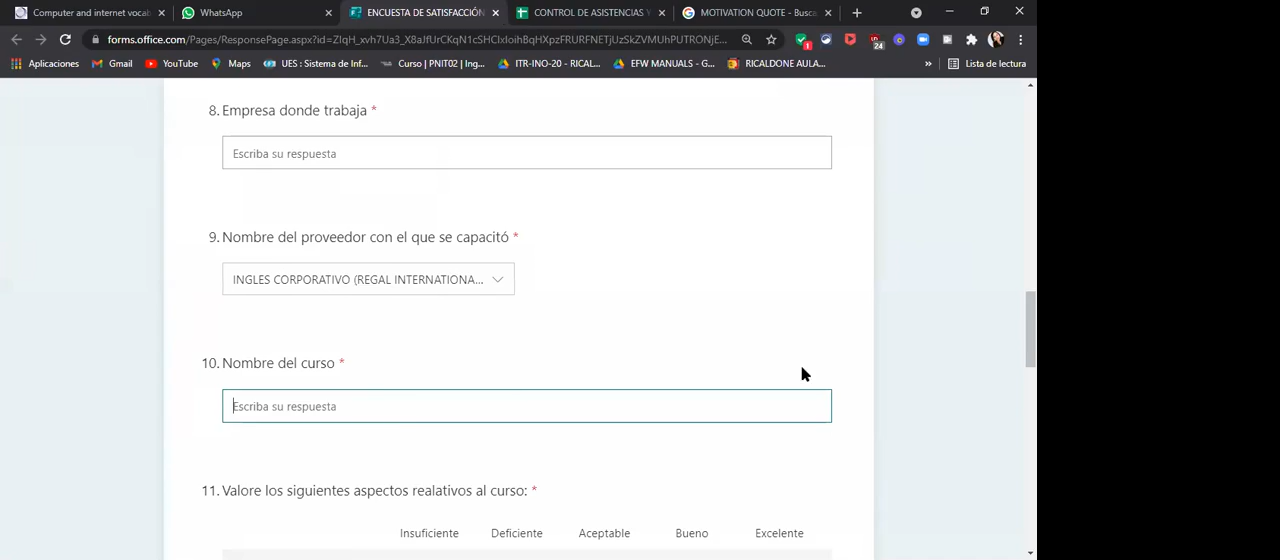 Computer and internet vocab
WhatsApp
ENCUESTA DE SATISFACCIÓN
CONTROL DE ASISTENCIAS Y
MOTIVATION QUOTE - Busca
forms.office.com/Pages/ResponsePage.aspx?id=ZIqH_xvh7Ua3_X8aJfUrCKqN1cSHCIxIoihBqHXpzFRURFNETjUzSkZVMUhPUTRONjE...
1
24
Aplicaciones
Gmail
YouTube
Maps
UES : Sistema de Inf...
Curso | PNIT02 | Ing...
ITR-INO-20 - RICAL...
EFW MANUALS - G...
RICALDONE AULA...
»
Lista de lectura
8. Empresa donde trabaja *
Escriba su respuesta
9. Nombre del proveedor con el que se capacitó *
INGLES CORPORATIVO (REGAL INTERNATIONA...
10. Nombre del curso *
Escriba su respuesta
11. Valore los siguientes aspectos realativos al curso: *
Insuficiente Deficiente Aceptable Bueno Excelente